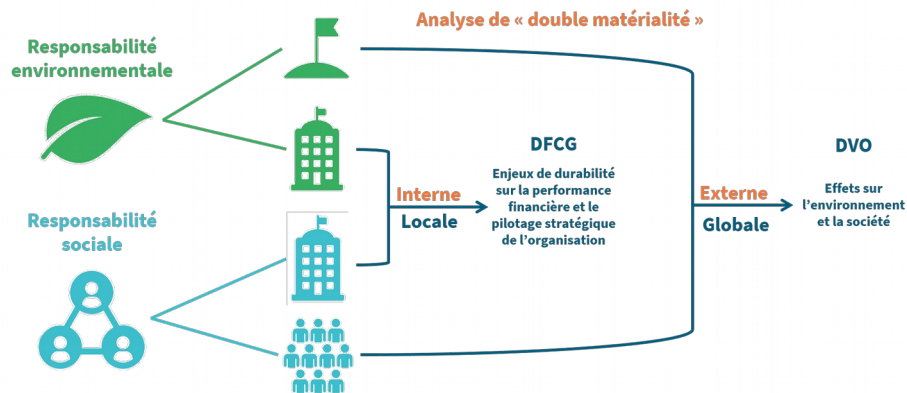 Analyse de « double matérialité »
Responsabilité
environnementale
DFCG
Enjeux de durabilité
sur la performance
financière et le
pilotage stratégique
de l'organisation
DVO
Effets sur
l'environnement
et la société
Interne
Locale
Externe
Globale
Responsabilité
sociale